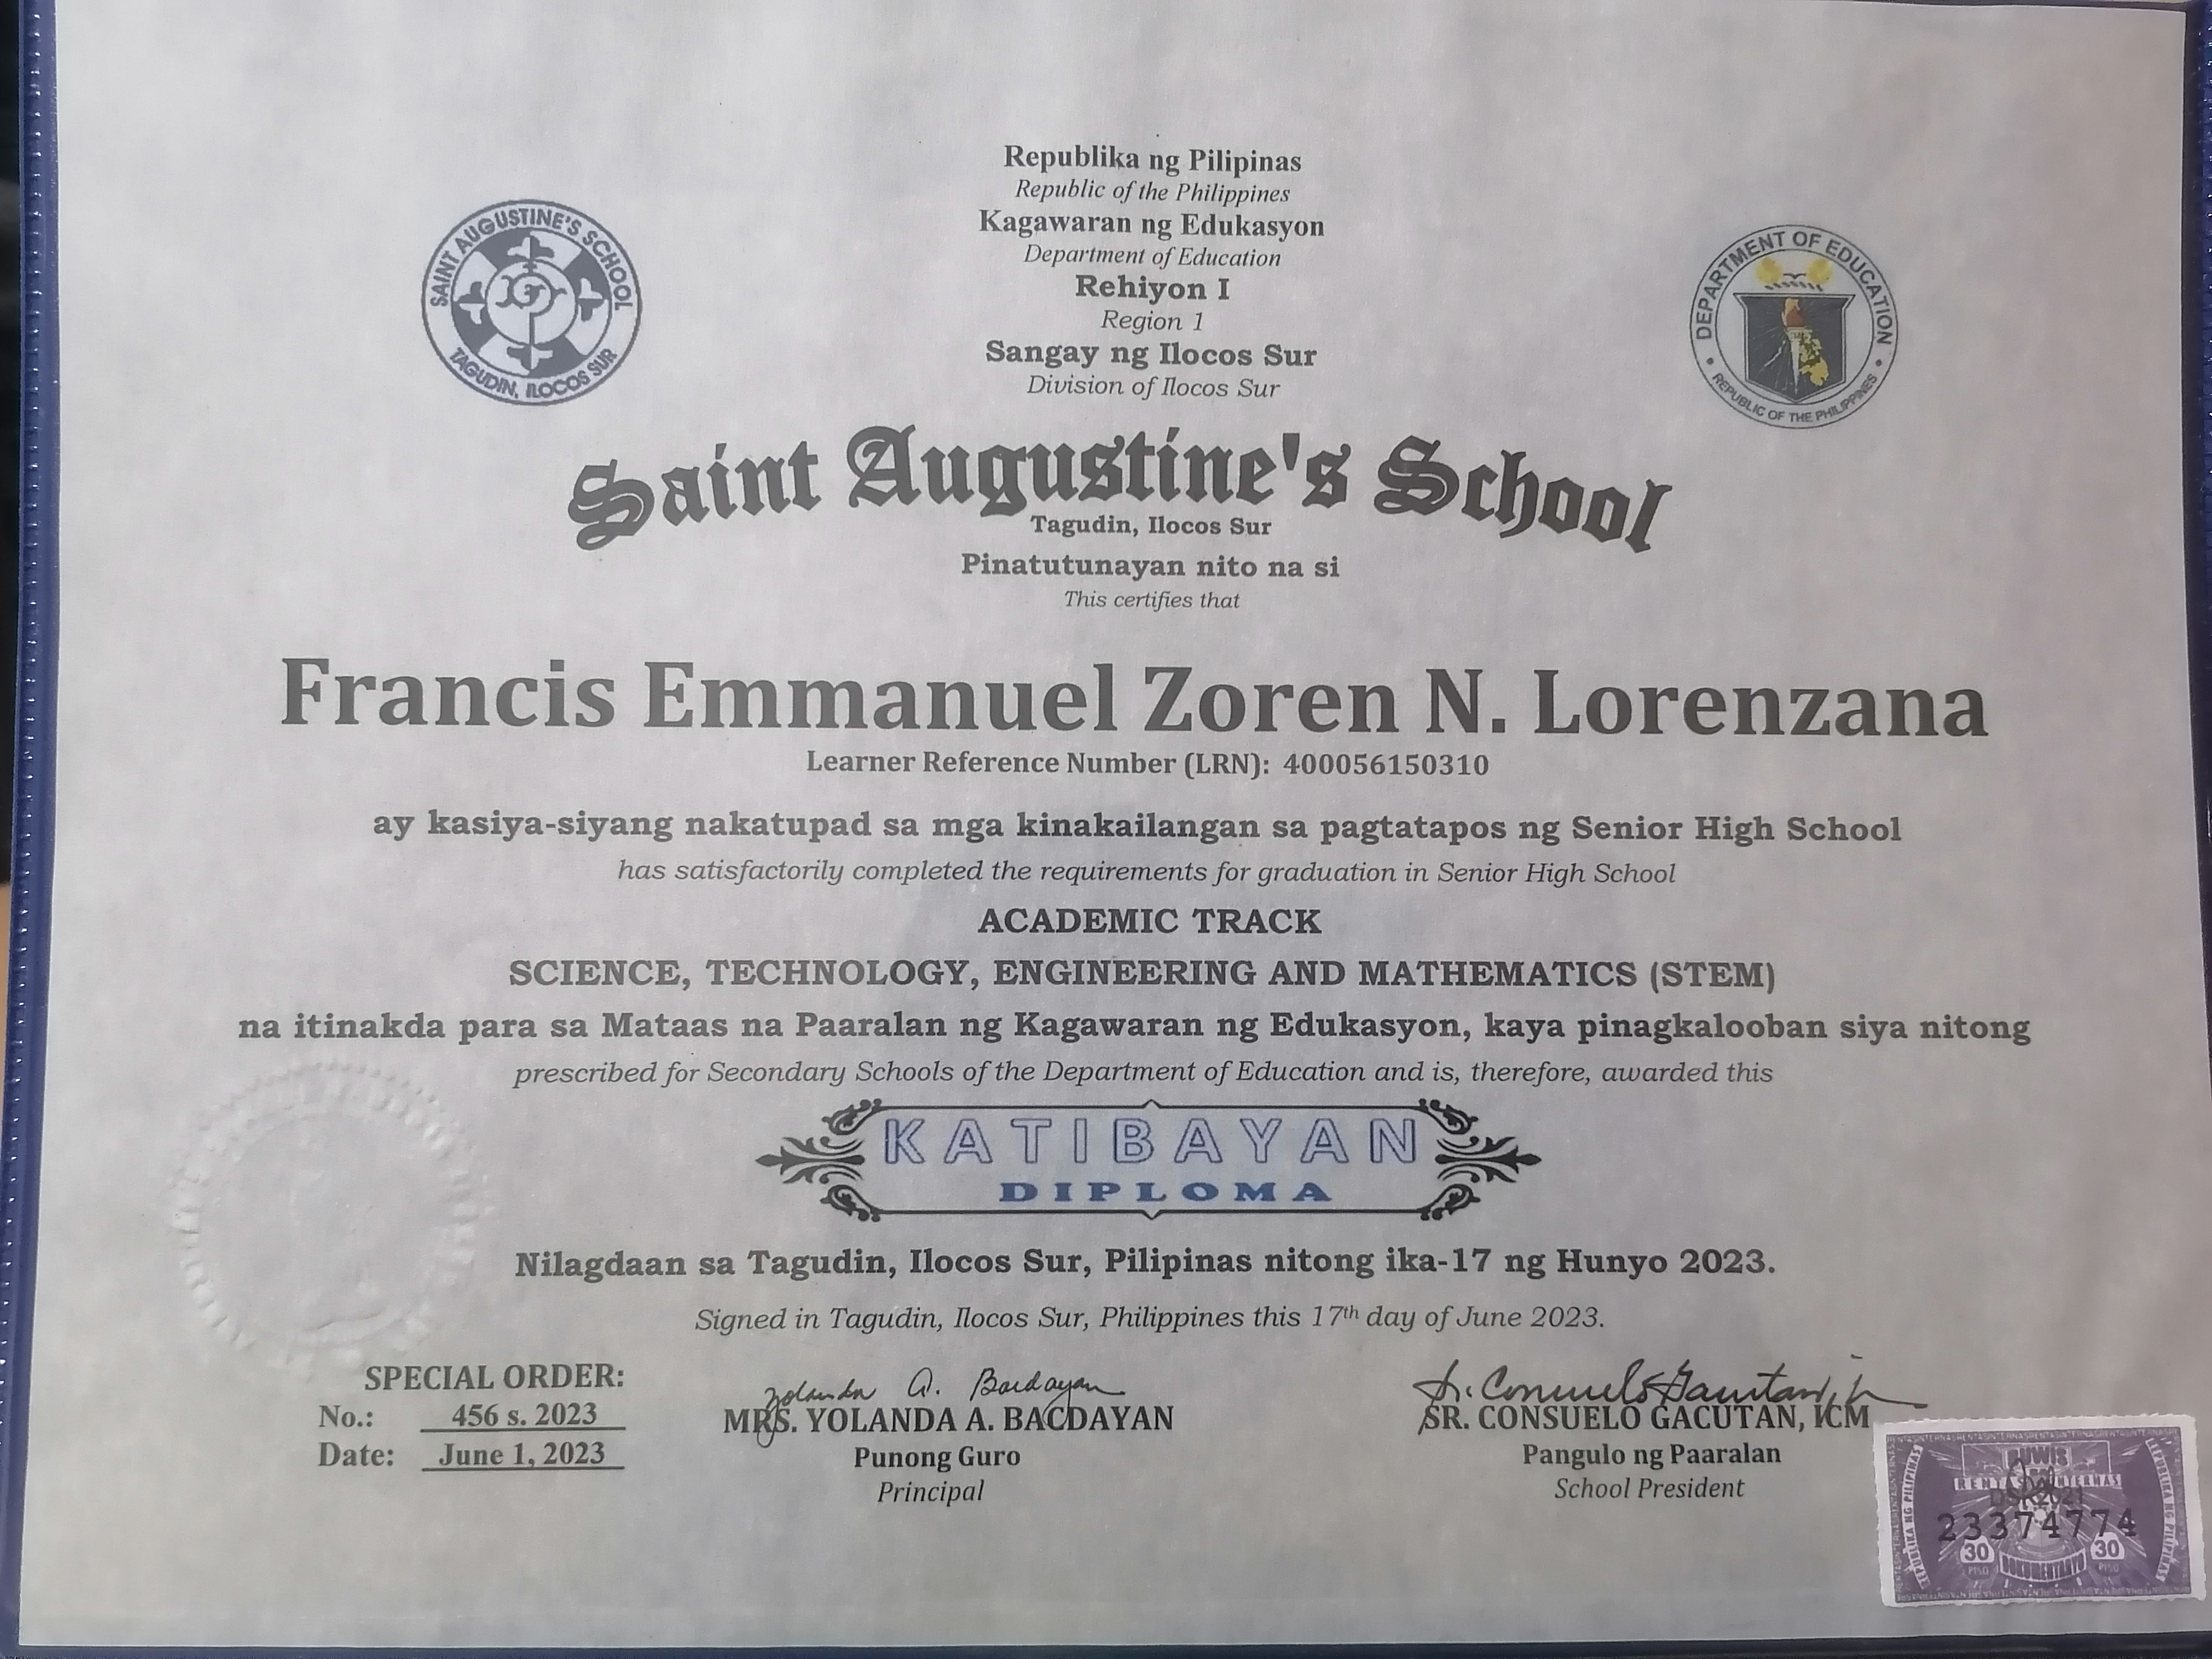 Republika ng Pilipinas
Republic of the Philippines
Kagawaran ng Edukasyon
Department of Education
Rehiyon I
Region 1
Sangay ng Ilocos Sur
Division of Ilocos Sur
SAINT AUGUSTINE'S SCHOOL
TAGUDIN, ILOCOS SUR
DEPARTMENT OF EDUCATION
REPUBLIC OF THE PHILIPPINES
Saint Augustine's School
Tagudin, Ilocos Sur
Pinatutunayan nito na si
This certifies that
Francis Emmanuel Zoren N. Lorenzana
Learner Reference Number (LRN): 400056150310
ay kasiya-siyang nakatupad sa mga kinakailangan sa pagtatapos ng Senior High School
has satisfactorily completed the requirements for graduation in Senior High School
ACADEMIC TRACK
SCIENCE, TECHNOLOGY, ENGINEERING AND MATHEMATICS (STEM)
na itinakda para sa Mataas na Paaralan ng Kagawaran ng Edukasyon, kaya pinagkalooban siya nitong
prescribed for Secondary Schools of the Department of Education and is, therefore, awarded this
KATIBAYAN
DIPLOMA
Nilagdaan sa Tagudin, Ilocos Sur, Pilipinas nitong ika-17 ng Hunyo 2023.
Signed in Tagudin, Ilocos Sur, Philippines this 17th day of June 2023.
SPECIAL ORDER:
No.: 456 s. 2023
Date: June 1, 2023
Yolanda A. Bacdayan
MRS. YOLANDA A. BACDAYAN
Punong Guro
Principal
Sr. Consuelo Gacutan, icm
SR. CONSUELO GACUTAN, ICM
Pangulo ng Paaralan
School President
REPUBLIKA NG PILIPINAS
BUWIS
RENTAS INTERNAS
23374774
30 30
PISO PISO
DOKUMENTARYO
REPUBLIKA NG PILIPINAS